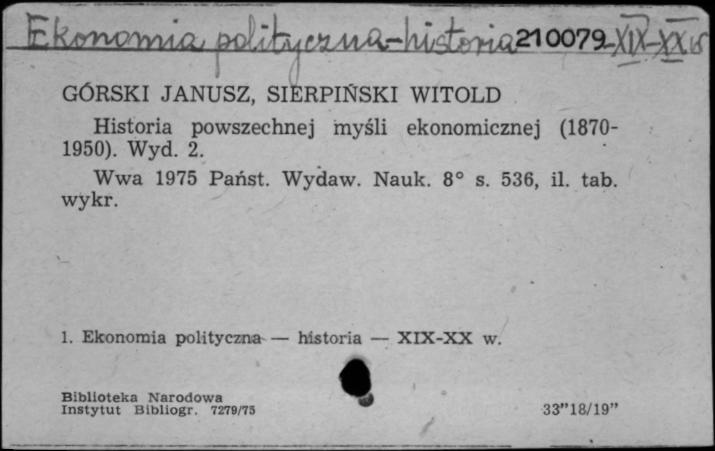 Ekonomia polityczna-historia 210079-XIX-XX w
GÓRSKI JANUSZ, SIERPIŃSKI WITOLD
Historia powszechnej myśli ekonomicznej (1870-
1950). Wyd. 2.
Wwa 1975 Państ. Wydaw. Nauk. 8° s. 536, il. tab.
wykr.
1. Ekonomia polityczna — historia — XIX-XX w.
Biblioteka Narodowa
Instytut Bibliogr. 7279/75
33"18/19"